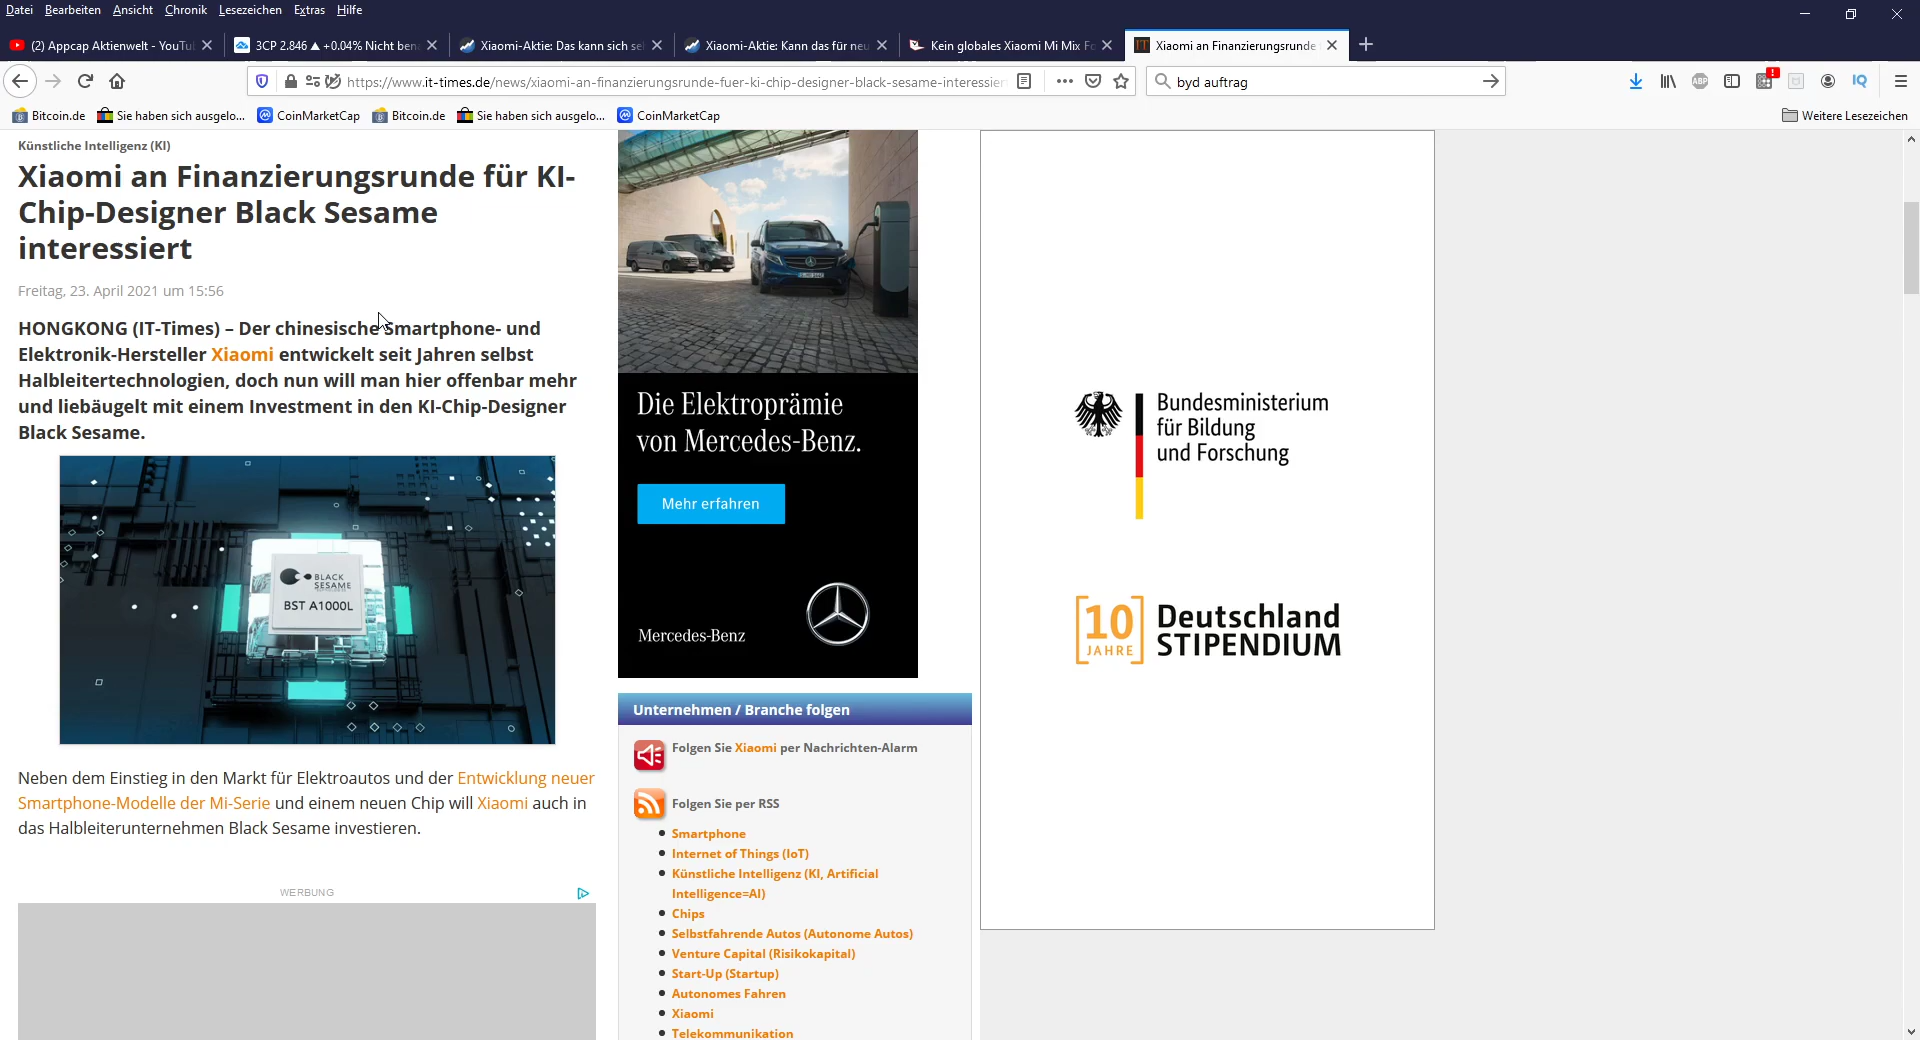 Datei Bearbeiten Ansicht Chronik Lesezeichen Extras Hilfe
(2) Appcap Aktienwelt - YouTu
3CP 2.846 ▲ +0.04% Nicht ben
Xiaomi-Aktie: Das kann sich se
Xiaomi-Aktie: Kann das für neu
Kein globales Xiaomi Mi Mix Fo
Xiaomi an Finanzierungsrunde
https://www.it-times.de/news/xiaomi-an-finanzierungsrunde-fuer-ki-chip-designer-black-sesame-interessier
byd auftrag
ABP
!
IQ
Bitcoin.de
Sie haben sich ausgelo...
CoinMarketCap
Bitcoin.de
Sie haben sich ausgelo...
CoinMarketCap
Weitere Lesezeichen
Künstliche Intelligenz (KI)
Xiaomi an Finanzierungsrunde für KI-
Chip-Designer Black Sesame
interessiert
Freitag, 23. April 2021 um 15:56
HONGKONG (IT-Times) – Der chinesische Smartphone- und
Elektronik-Hersteller Xiaomi entwickelt seit Jahren selbst
Halbleitertechnologien, doch nun will man hier offenbar mehr
und liebäugelt mit einem Investment in den KI-Chip-Designer
Black Sesame.
BLACK
SESAME
BST A1000L
Neben dem Einstieg in den Markt für Elektroautos und der Entwicklung neuer
Smartphone-Modelle der Mi-Serie und einem neuen Chip will Xiaomi auch in
das Halbleiterunternehmen Black Sesame investieren.
WERBUNG
Die Elektroprämie
von Mercedes-Benz.
Mehr erfahren
Mercedes-Benz
Unternehmen / Branche folgen
Folgen Sie Xiaomi per Nachrichten-Alarm
Folgen Sie per RSS
Smartphone
Internet of Things (IoT)
Künstliche Intelligenz (KI, Artificial
Intelligence=AI)
Chips
Selbstfahrende Autos (Autonome Autos)
Venture Capital (Risikokapital)
Start-Up (Startup)
Autonomes Fahren
Xiaomi
Telekommunikation
Bundesministerium
für Bildung
und Forschung
10
JAHRE
Deutschland
STIPENDIUM